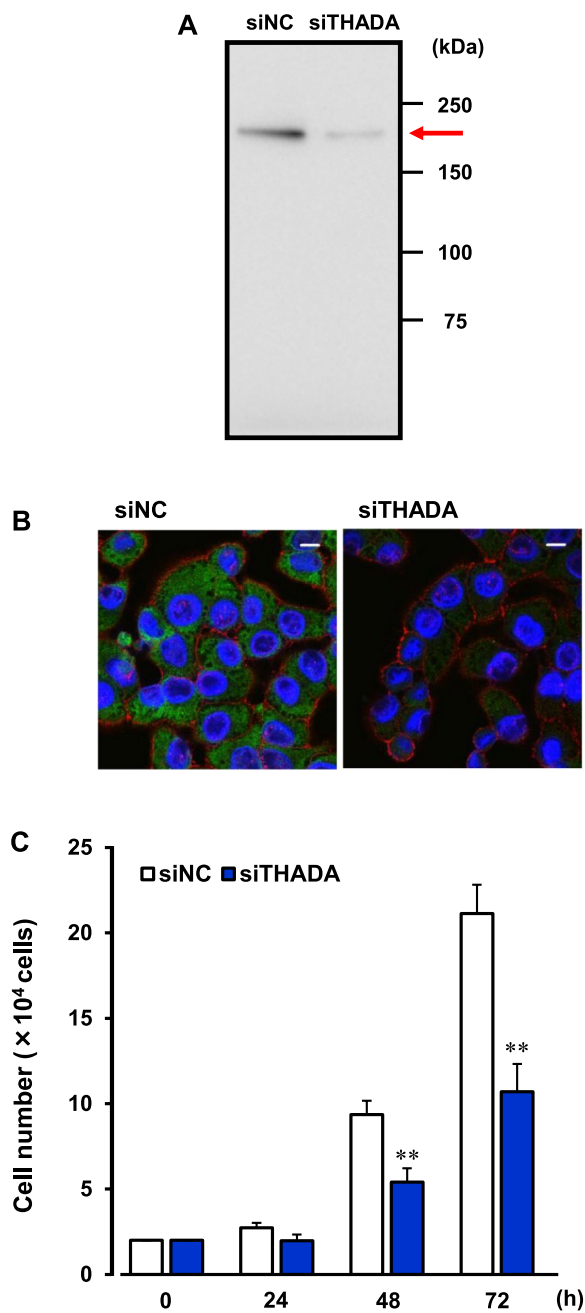 A
siNC siTHADA
(kDa)
250
150
100
75
B
siNC siTHADA
C
25
20
15
10
5
0
Cell number (×10⁴ cells)
siNC siTHADA
**
**
0 24 48 72 (h)